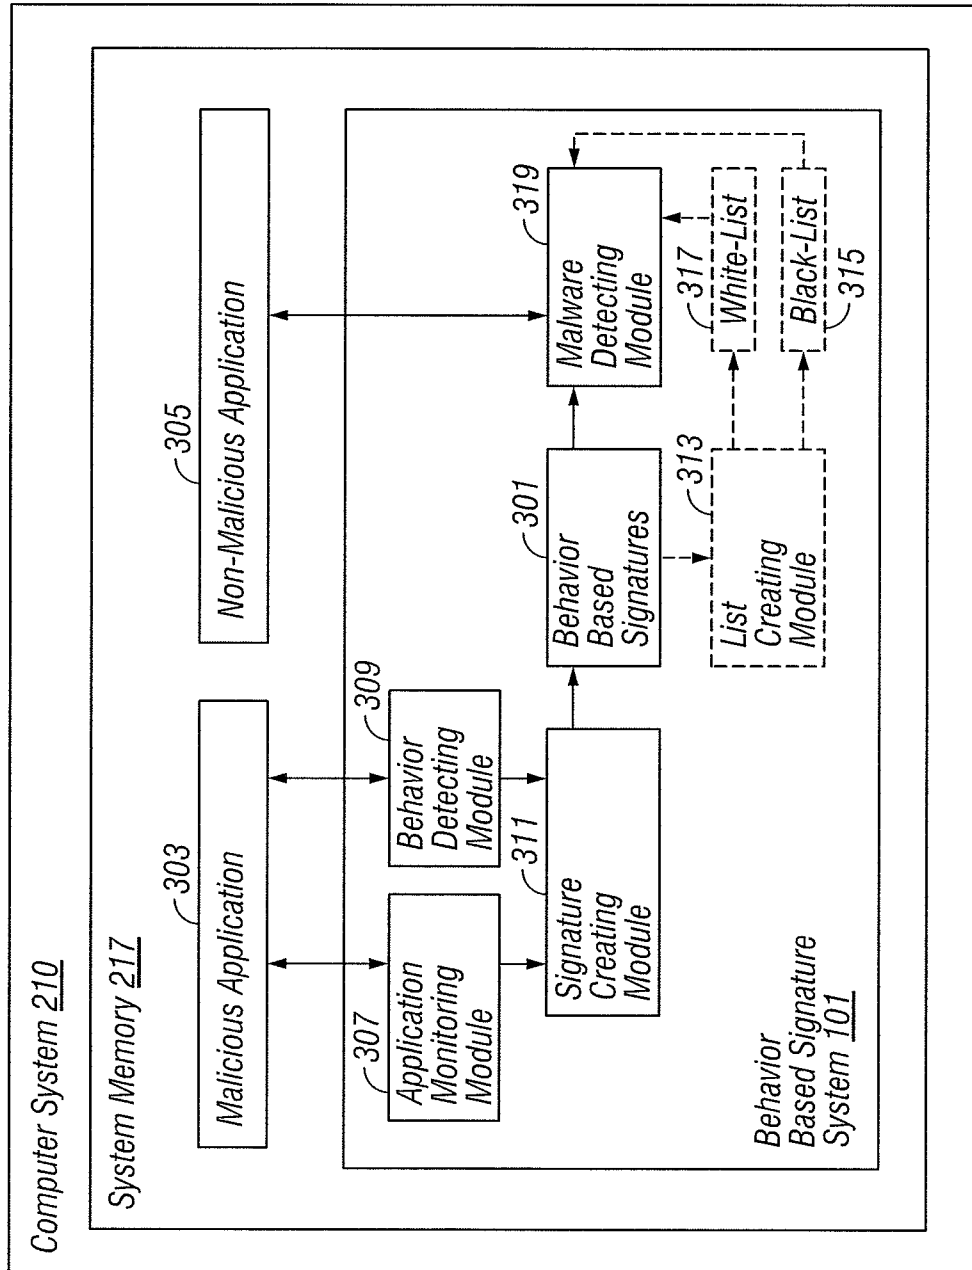 Computer System 210
System Memory 217
303
Malicious Application
305
Non-Malicious Application
307
Application
Monitoring
Module
309
Behavior
Detecting
Module
311
Signature
Creating
Module
301
Behavior
Based
Signatures
319
Malware
Detecting
Module
313
List
Creating
Module
317
White-List
Black-List
315
Behavior
Based Signature
System 101